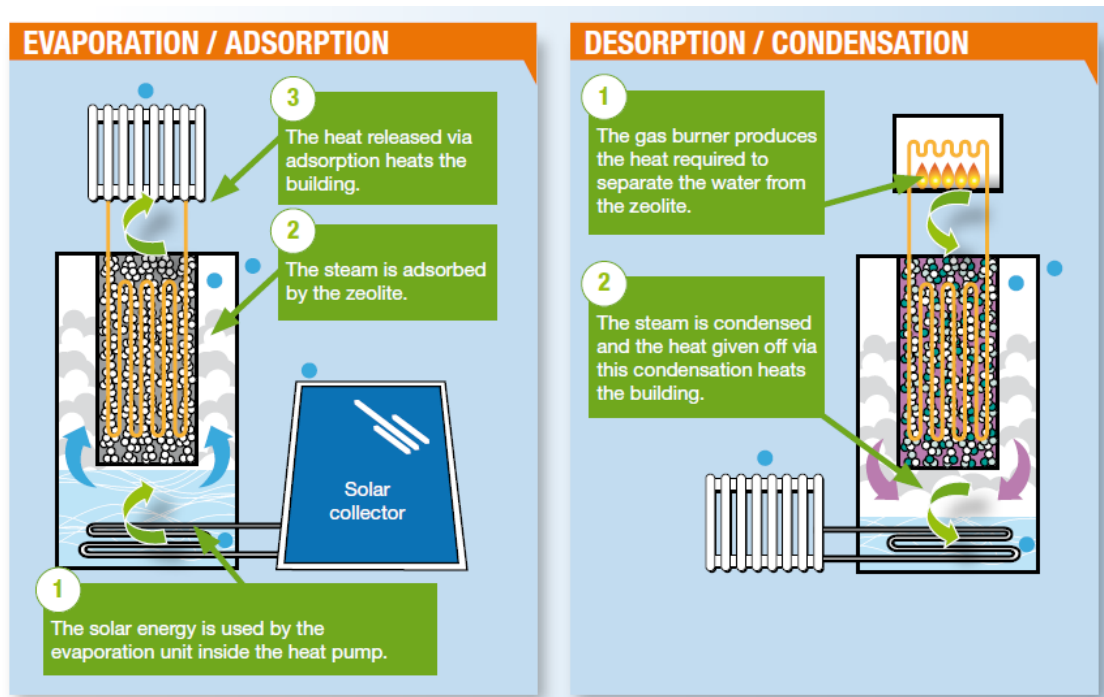 EVAPORATION / ADSORPTION
3
The heat released via
adsorption heats the
building.
2
The steam is adsorbed
by the zeolite.
Solar
collector
1
The solar energy is used by the
evaporation unit inside the heat pump.
DESORPTION / CONDENSATION
1
The gas burner produces
the heat required to
separate the water from
the zeolite.
2
The steam is condensed
and the heat given off via
this condensation heats
the building.